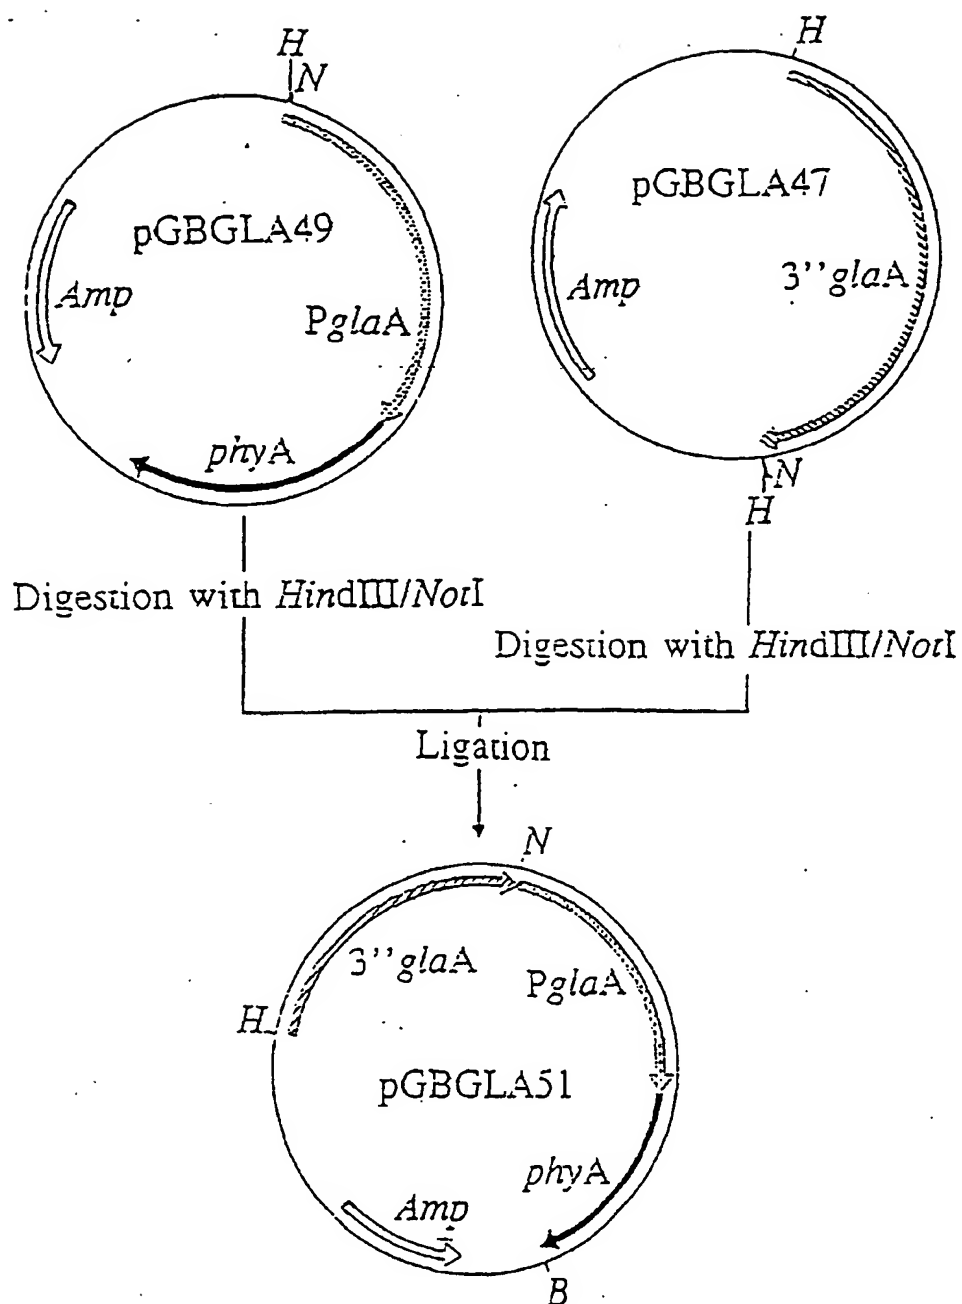 H
N
pGBGLA49
Amp
PglaA
phyA
H
pGBGLA47
Amp
3''glaA
N
H
Digestion with HindIII/NotI
Digestion with HindIII/NotI
Ligation
N
3''glaA
PglaA
H
pGBGLA51
phyA
Amp
B